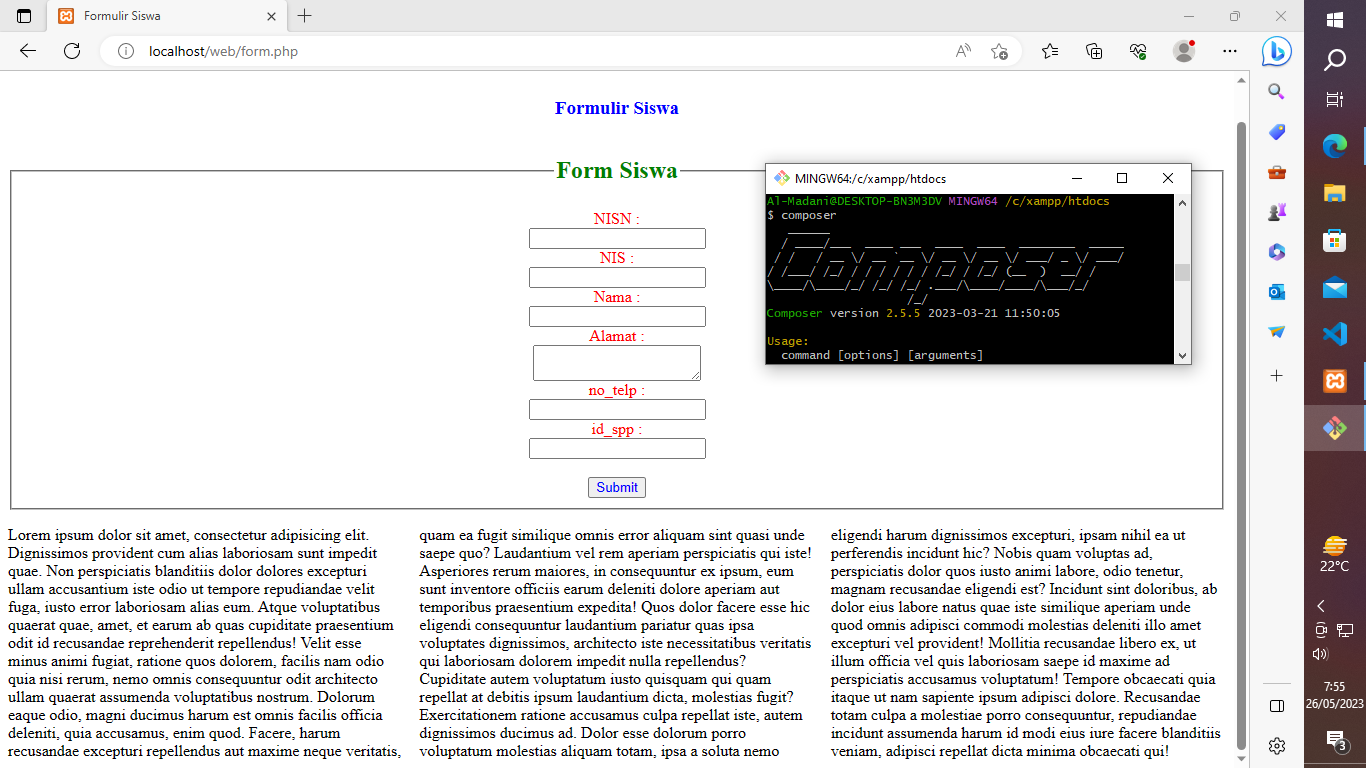 Formulir Siswa
localhost/web/form.php
Formulir Siswa
Form Siswa
NISN :
NIS :
Nama :
Alamat :
no_telp :
id_spp :
Submit
MINGW64:/c/xampp/htdocs
Al-Madani@DESKTOP-BN3M3DV MINGW64 /c/xampp/htdocs
$ composer
Composer
Composer version 2.5.5 2023-03-21 11:50:05
Usage:
command [options] [arguments]
Lorem ipsum dolor sit amet, consectetur adipisicing elit.
Dignissimos provident cum alias laboriosam sunt impedit
quae. Non perspiciatis blanditiis dolor dolores excepturi
ullam accusantium iste odio ut tempore repudiandae velit
fuga, iusto error laboriosam alias eum. Atque voluptatibus
quaerat quae, amet, et earum ab quas cupiditate praesentium
odit id recusandae reprehenderit repellendus! Velit esse
minus animi fugiat, ratione quos dolorem, facilis nam odio
quia nisi rerum, nemo omnis consequuntur odit architecto
ullam quaerat assumenda voluptatibus nostrum. Dolorum
eaque odio, magni ducimus harum est omnis facilis officia
deleniti, quia accusamus, enim quod. Facere, harum
recusandae excepturi repellendus aut maxime neque veritatis,
quam ea fugit similique omnis error aliquam sint quasi unde
saepe quo? Laudantium vel rem aperiam perspiciatis qui iste!
Asperiores rerum maiores, in consequuntur ex ipsum, eum
sunt inventore officiis earum deleniti dolore aperiam aut
temporibus praesentium expedita! Quos dolor facere esse hic
eligendi consequuntur laudantium pariatur quas ipsa
voluptates dignissimos, architecto iste necessitatibus veritatis
qui laboriosam dolorem impedit nulla repellendus?
Cupiditate autem voluptatum iusto quisquam qui quam
repellat at debitis ipsum laudantium dicta, molestias fugit?
Exercitationem ratione accusamus culpa repellat iste, autem
dignissimos ducimus ad. Dolor esse dolorum porro
voluptatum molestias aliquam totam, ipsa a soluta nemo
eligendi harum dignissimos excepturi, ipsam nihil ea ut
perferendis incidunt hic? Nobis quam voluptas ad,
perspiciatis dolor quos iusto animi labore, odio tenetur,
magnam recusandae eligendi est? Incidunt sint doloribus, ab
dolor eius labore natus quae iste similique aperiam unde
quod omnis adipisci commodi molestias deleniti illo amet
excepturi vel provident! Mollitia recusandae libero ex, ut
illum officia vel quis laboriosam saepe id maxime ad
perspiciatis accusamus voluptatum! Tempore obcaecati quia
itaque ut nam sapiente ipsum adipisci dolore. Recusandae
totam culpa a molestiae porro consequuntur, repudiandae
incidunt assumenda harum id modi eius iure facere blanditiis
veniam, adipisci repellat dicta minima obcaecati qui!
22°C
7:55
26/05/2023
3